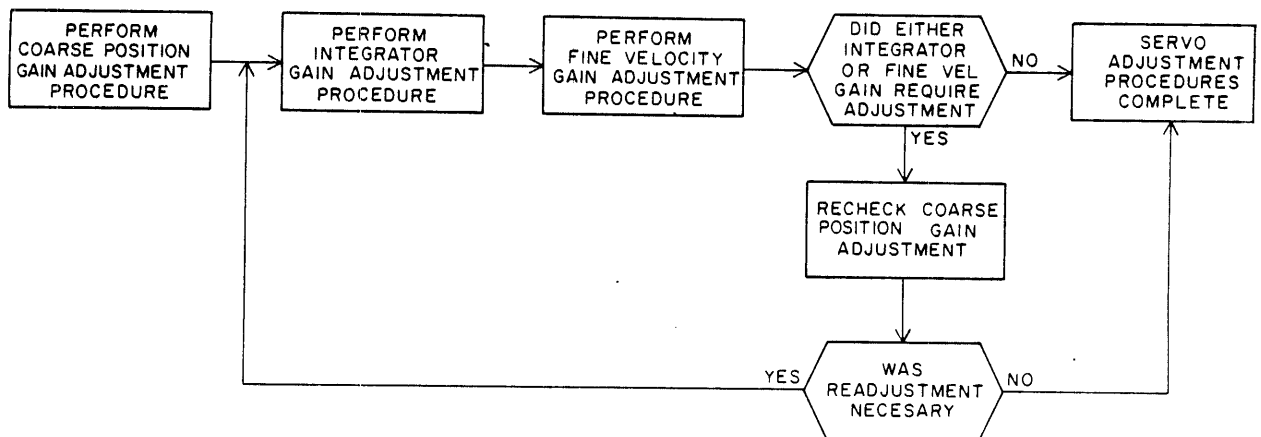 PERFORM
COARSE POSITION
GAIN ADJUSTMENT
PROCEDURE
PERFORM
INTEGRATOR
GAIN ADJUSTMENT
PROCEDURE
PERFORM
FINE VELOCITY
GAIN ADJUSTMENT
PROCEDURE
DID EITHER
INTEGRATOR
OR FINE VEL
GAIN REQUIRE
ADJUSTMENT
NO
SERVO
ADJUSTMENT
PROCEDURES
COMPLETE
YES
RECHECK COARSE
POSITION GAIN
ADJUSTMENT
WAS
READJUSTMENT
NECESARY
YES
NO